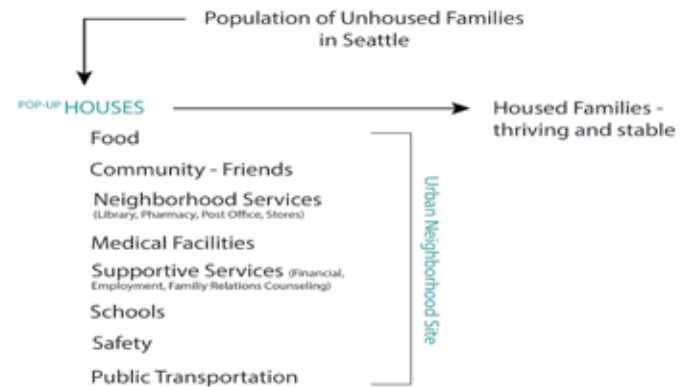 Population of Unhoused Families
in Seattle
POP-UP HOUSES
Housed Families -
thriving and stable
Food
Community - Friends
Neighborhood Services
(Library, Pharmacy, Post Office, Stores)
Medical Facilities
Supportive Services (Financial,
Employment, Familiy Relations Counseling)
Schools
Safety
Public Transportation
Urban Neighborhood Site